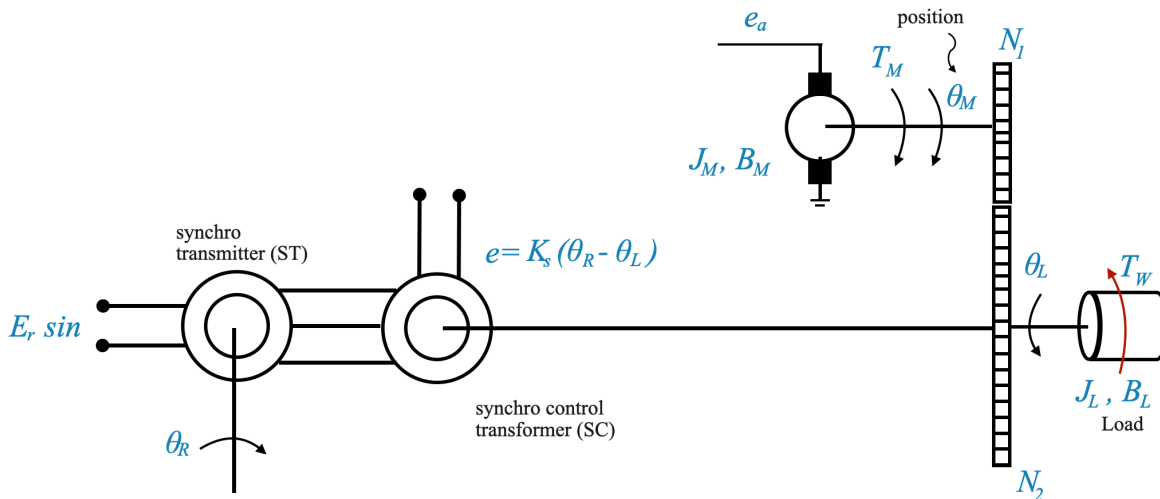 e_a
position
N_1
T_M
θ_M
J_M , B_M
synchro
transmitter (ST)
e = K_s (θ_R - θ_L)
θ_L
T_W
E_r sin
J_L , B_L
Load
synchro control
transformer (SC)
θ_R
N_2